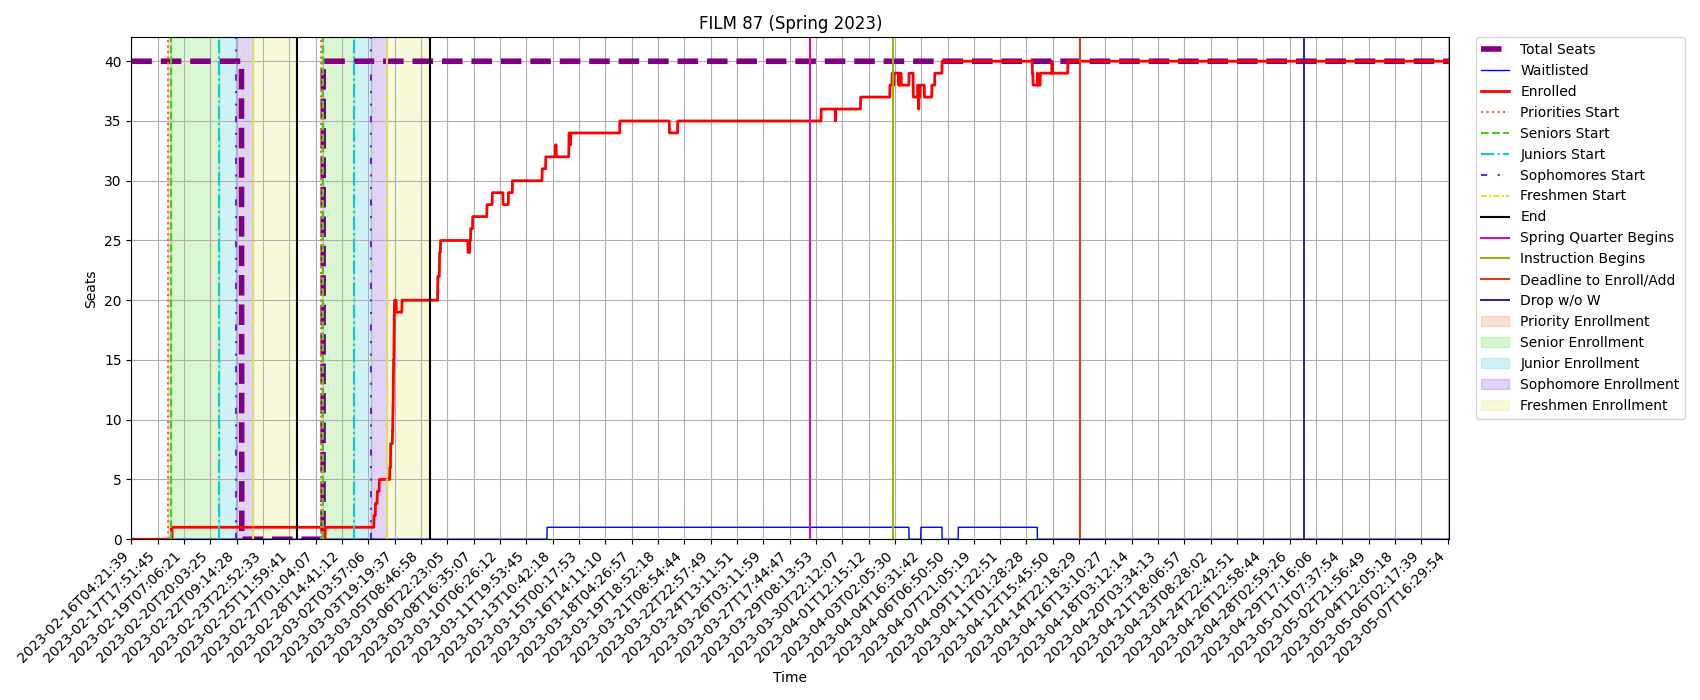 FILM 87 (Spring 2023)
Seats
40
35
30
25
20
15
10
5
0
2023-02-16T04:21:39
2023-02-17T17:51:45
2023-02-19T07:06:21
2023-02-20T20:03:25
2023-02-22T09:14:28
2023-02-23T22:52:33
2023-02-25T11:59:41
2023-02-27T01:04:07
2023-02-28T14:41:12
2023-03-02T03:57:06
2023-03-03T19:19:37
2023-03-05T08:46:58
2023-03-06T22:23:05
2023-03-08T16:35:07
2023-03-10T06:26:12
2023-03-11T19:53:45
2023-03-13T10:42:18
2023-03-15T00:17:53
2023-03-16T14:11:10
2023-03-18T04:26:57
2023-03-19T18:52:18
2023-03-21T08:54:44
2023-03-22T22:57:49
2023-03-24T13:11:51
2023-03-26T03:11:59
2023-03-27T17:44:47
2023-03-29T08:13:53
2023-03-30T22:12:07
2023-04-01T12:15:12
2023-04-03T02:05:30
2023-04-04T16:31:42
2023-04-06T06:50:50
2023-04-07T21:05:19
2023-04-09T11:22:51
2023-04-11T01:28:28
2023-04-12T15:45:50
2023-04-14T22:18:29
2023-04-16T13:10:27
2023-04-18T03:12:14
2023-04-20T03:34:13
2023-04-21T18:06:57
2023-04-23T08:28:02
2023-04-24T22:42:51
2023-04-26T12:58:44
2023-04-28T02:59:26
2023-04-29T17:16:06
2023-05-01T07:37:54
2023-05-02T21:56:49
2023-05-04T12:05:18
2023-05-06T02:17:39
2023-05-07T16:29:54
Time
Total Seats
Waitlisted
Enrolled
Priorities Start
Seniors Start
Juniors Start
Sophomores Start
Freshmen Start
End
Spring Quarter Begins
Instruction Begins
Deadline to Enroll/Add
Drop w/o W
Priority Enrollment
Senior Enrollment
Junior Enrollment
Sophomore Enrollment
Freshmen Enrollment